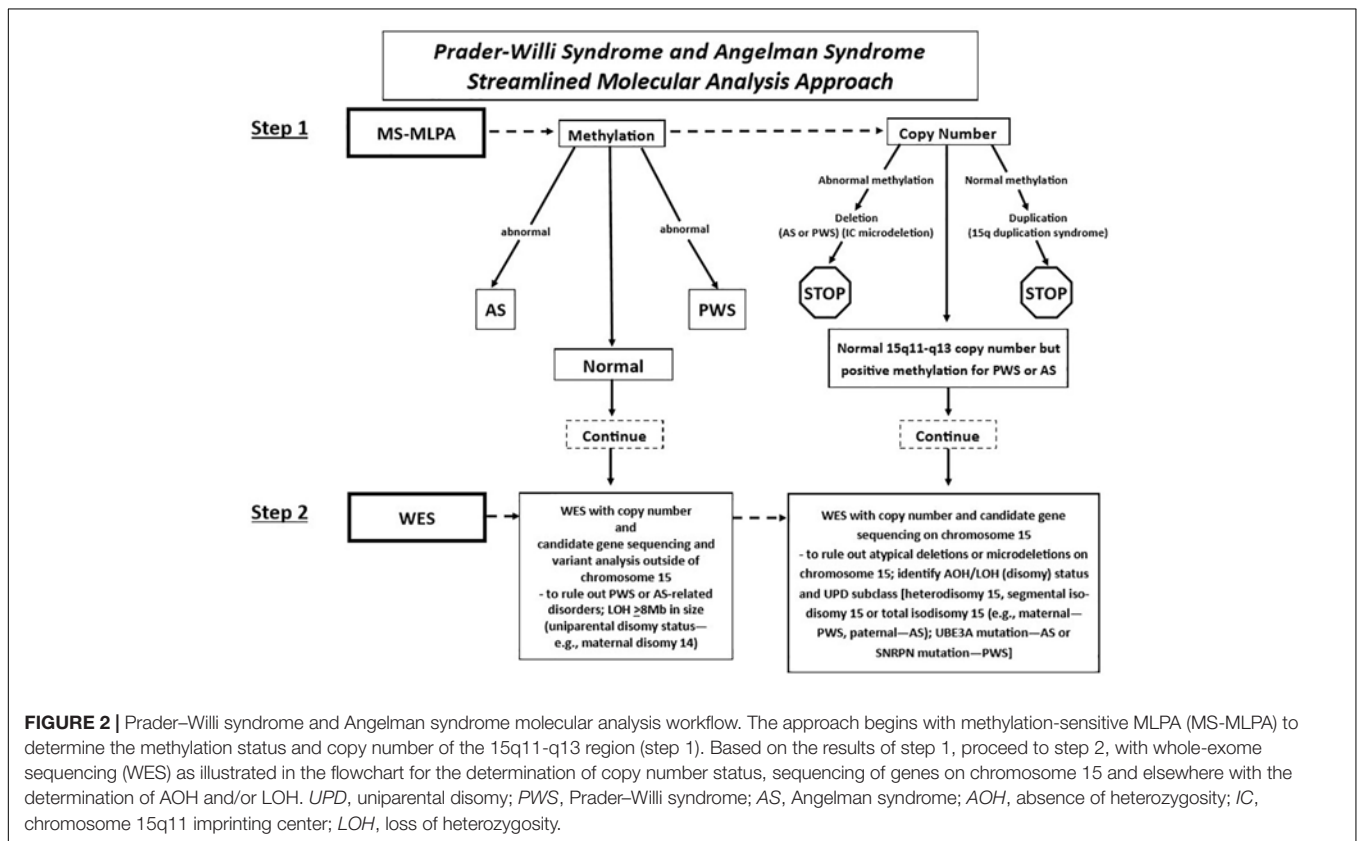 Prader-Willi Syndrome and Angelman Syndrome
Streamlined Molecular Analysis Approach
Step 1
MS-MLPA
Methylation
Copy Number
abnormal
abnormal
AS
PWS
Normal
Continue
Abnormal methylation
Normal methylation
Deletion
(AS or PWS) (IC microdeletion)
Duplication
(15q duplication syndrome)
STOP
STOP
Normal 15q11-q13 copy number but
positive methylation for PWS or AS
Continue
Step 2
WES
WES with copy number
and
candidate gene sequencing and
variant analysis outside of
chromosome 15
- to rule out PWS or AS-related
disorders; LOH ≥8Mb in size
(uniparental disomy status—
e.g., maternal disomy 14)
WES with copy number and candidate gene
sequencing on chromosome 15
- to rule out atypical deletions or microdeletions on
chromosome 15; identify AOH/LOH (disomy) status
and UPD subclass [heterodisomy 15, segmental iso-
disomy 15 or total isodisomy 15 (e.g., maternal—
PWS, paternal—AS); UBE3A mutation—AS or
SNRPN mutation—PWS]
FIGURE 2 | Prader–Willi syndrome and Angelman syndrome molecular analysis workflow. The approach begins with methylation-sensitive MLPA (MS-MLPA) to
determine the methylation status and copy number of the 15q11-q13 region (step 1). Based on the results of step 1, proceed to step 2, with whole-exome
sequencing (WES) as illustrated in the flowchart for the determination of copy number status, sequencing of genes on chromosome 15 and elsewhere with the
determination of AOH and/or LOH. UPD, uniparental disomy; PWS, Prader–Willi syndrome; AS, Angelman syndrome; AOH, absence of heterozygosity; IC,
chromosome 15q11 imprinting center; LOH, loss of heterozygosity.